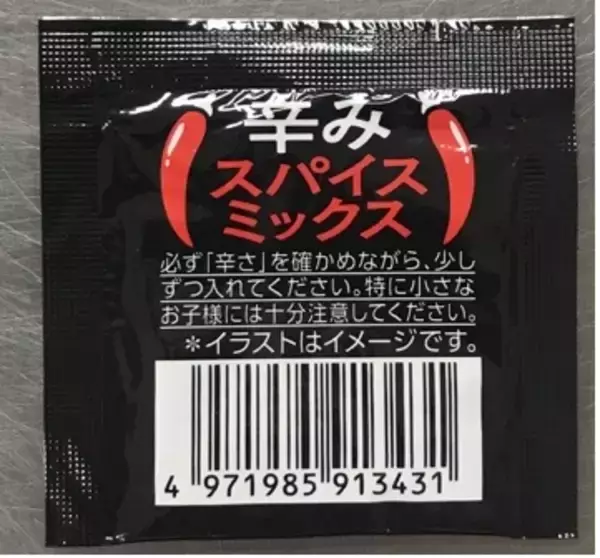 辛み
スパイス
ミックス
必ず「辛さ」を確かめながら、少し
ずつ入れてください。特に小さな
お子様には十分注意してください。
＊イラストはイメージです。
4 971985 913431